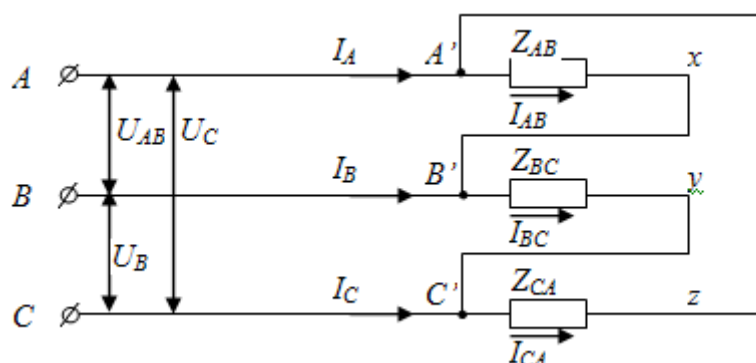 A I_A A' Z_AB x
U_AB U_C I_AB
B I_B B' Z_BC y
U_B I_BC
C I_C C' Z_CA z
I_CA